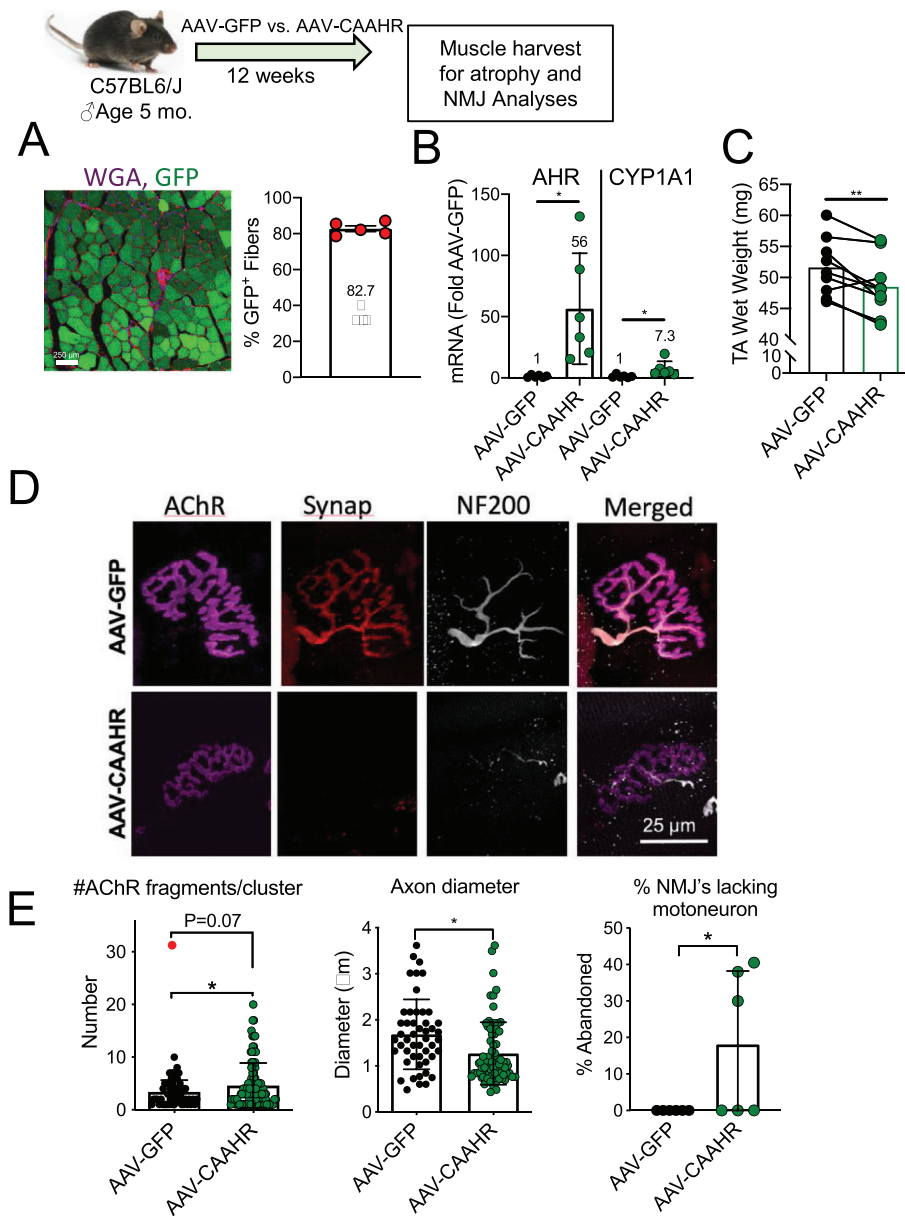 AAV-GFP vs. AAV-CAAHR
12 weeks
C57BL6/J
♂Age 5 mo.
Muscle harvest
for atrophy and
NMJ Analyses
A
WGA, GFP
250 µm
% GFP+ Fibers
100
80
60
40
20
0
82.7
B
AHR
CYP1A1
mRNA (Fold AAV-GFP)
150
100
50
0
*
56
1
*
7.3
1
AAV-GFP
AAV-CAAHR
AAV-GFP
AAV-CAAHR
C
TA Wet Weight (mg)
65
60
55
50
45
40
10
0
**
AAV-GFP
AAV-CAAHR
D
AChR
Synap
NF200
Merged
AAV-GFP
AAV-CAAHR
25 µm
E
#AChR fragments/cluster
P=0.07
*
Number
30
20
10
0
AAV-GFP
AAV-CAAHR
Axon diameter
*
Diameter (□m)
4
3
2
1
0
AAV-GFP
AAV-CAAHR
% NMJ's lacking
motoneuron
*
% Abandoned
50
40
30
20
10
0
AAV-GFP
AAV-CAAHR